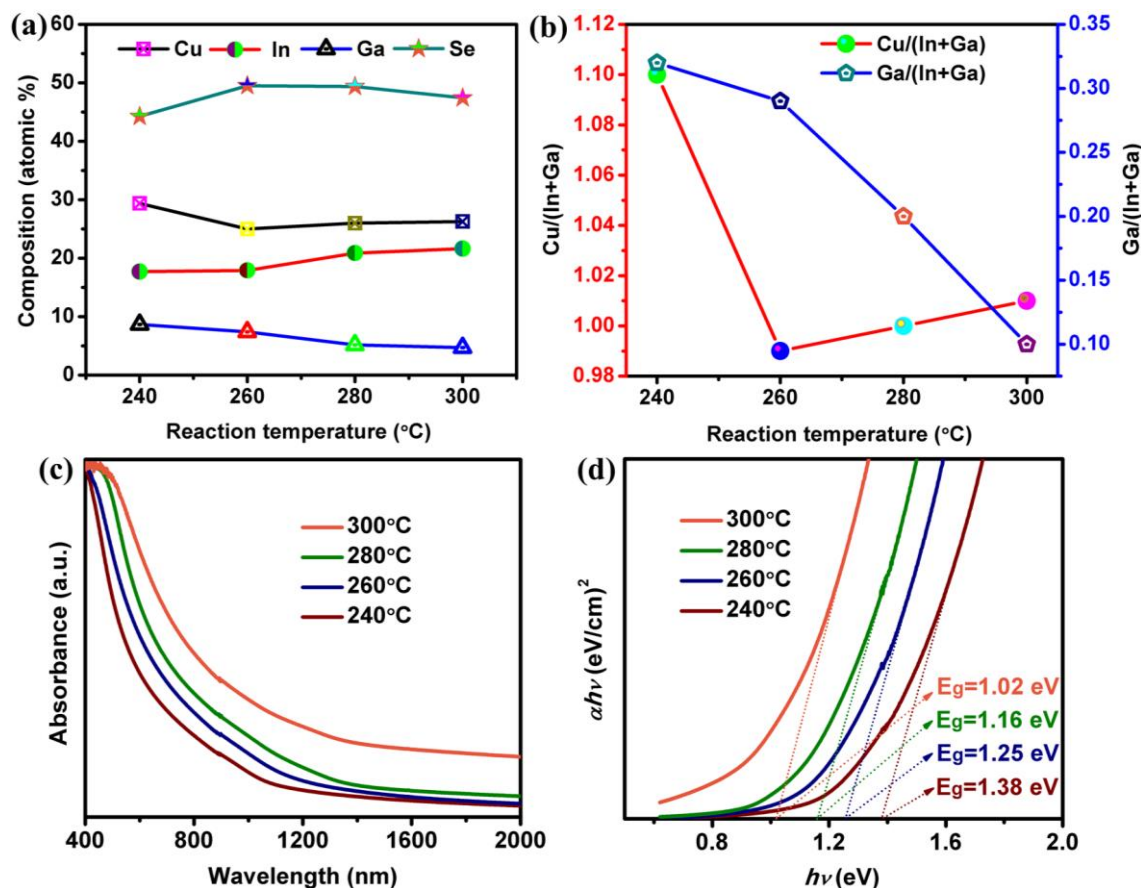 (a)
Cu In Ga Se
Composition (atomic %)
60
50
40
30
20
10
0
240 260 280 300
Reaction temperature (°C)
(b)
Cu/(In+Ga)
Ga/(In+Ga)
Cu/(In+Ga)
1.12
1.10
1.08
1.06
1.04
1.02
1.00
0.98
0.35
0.30
0.25
0.20
0.15
0.10
Ga/(In+Ga)
240 260 280 300
Reaction temperature (°C)
(c)
300°C
280°C
260°C
240°C
Absorbance (a.u.)
400 800 1200 1600 2000
Wavelength (nm)
(d)
300°C
280°C
260°C
240°C
αhν (eV/cm)²
Eg=1.02 eV
Eg=1.16 eV
Eg=1.25 eV
Eg=1.38 eV
0.8 1.2 1.6 2.0
hν (eV)